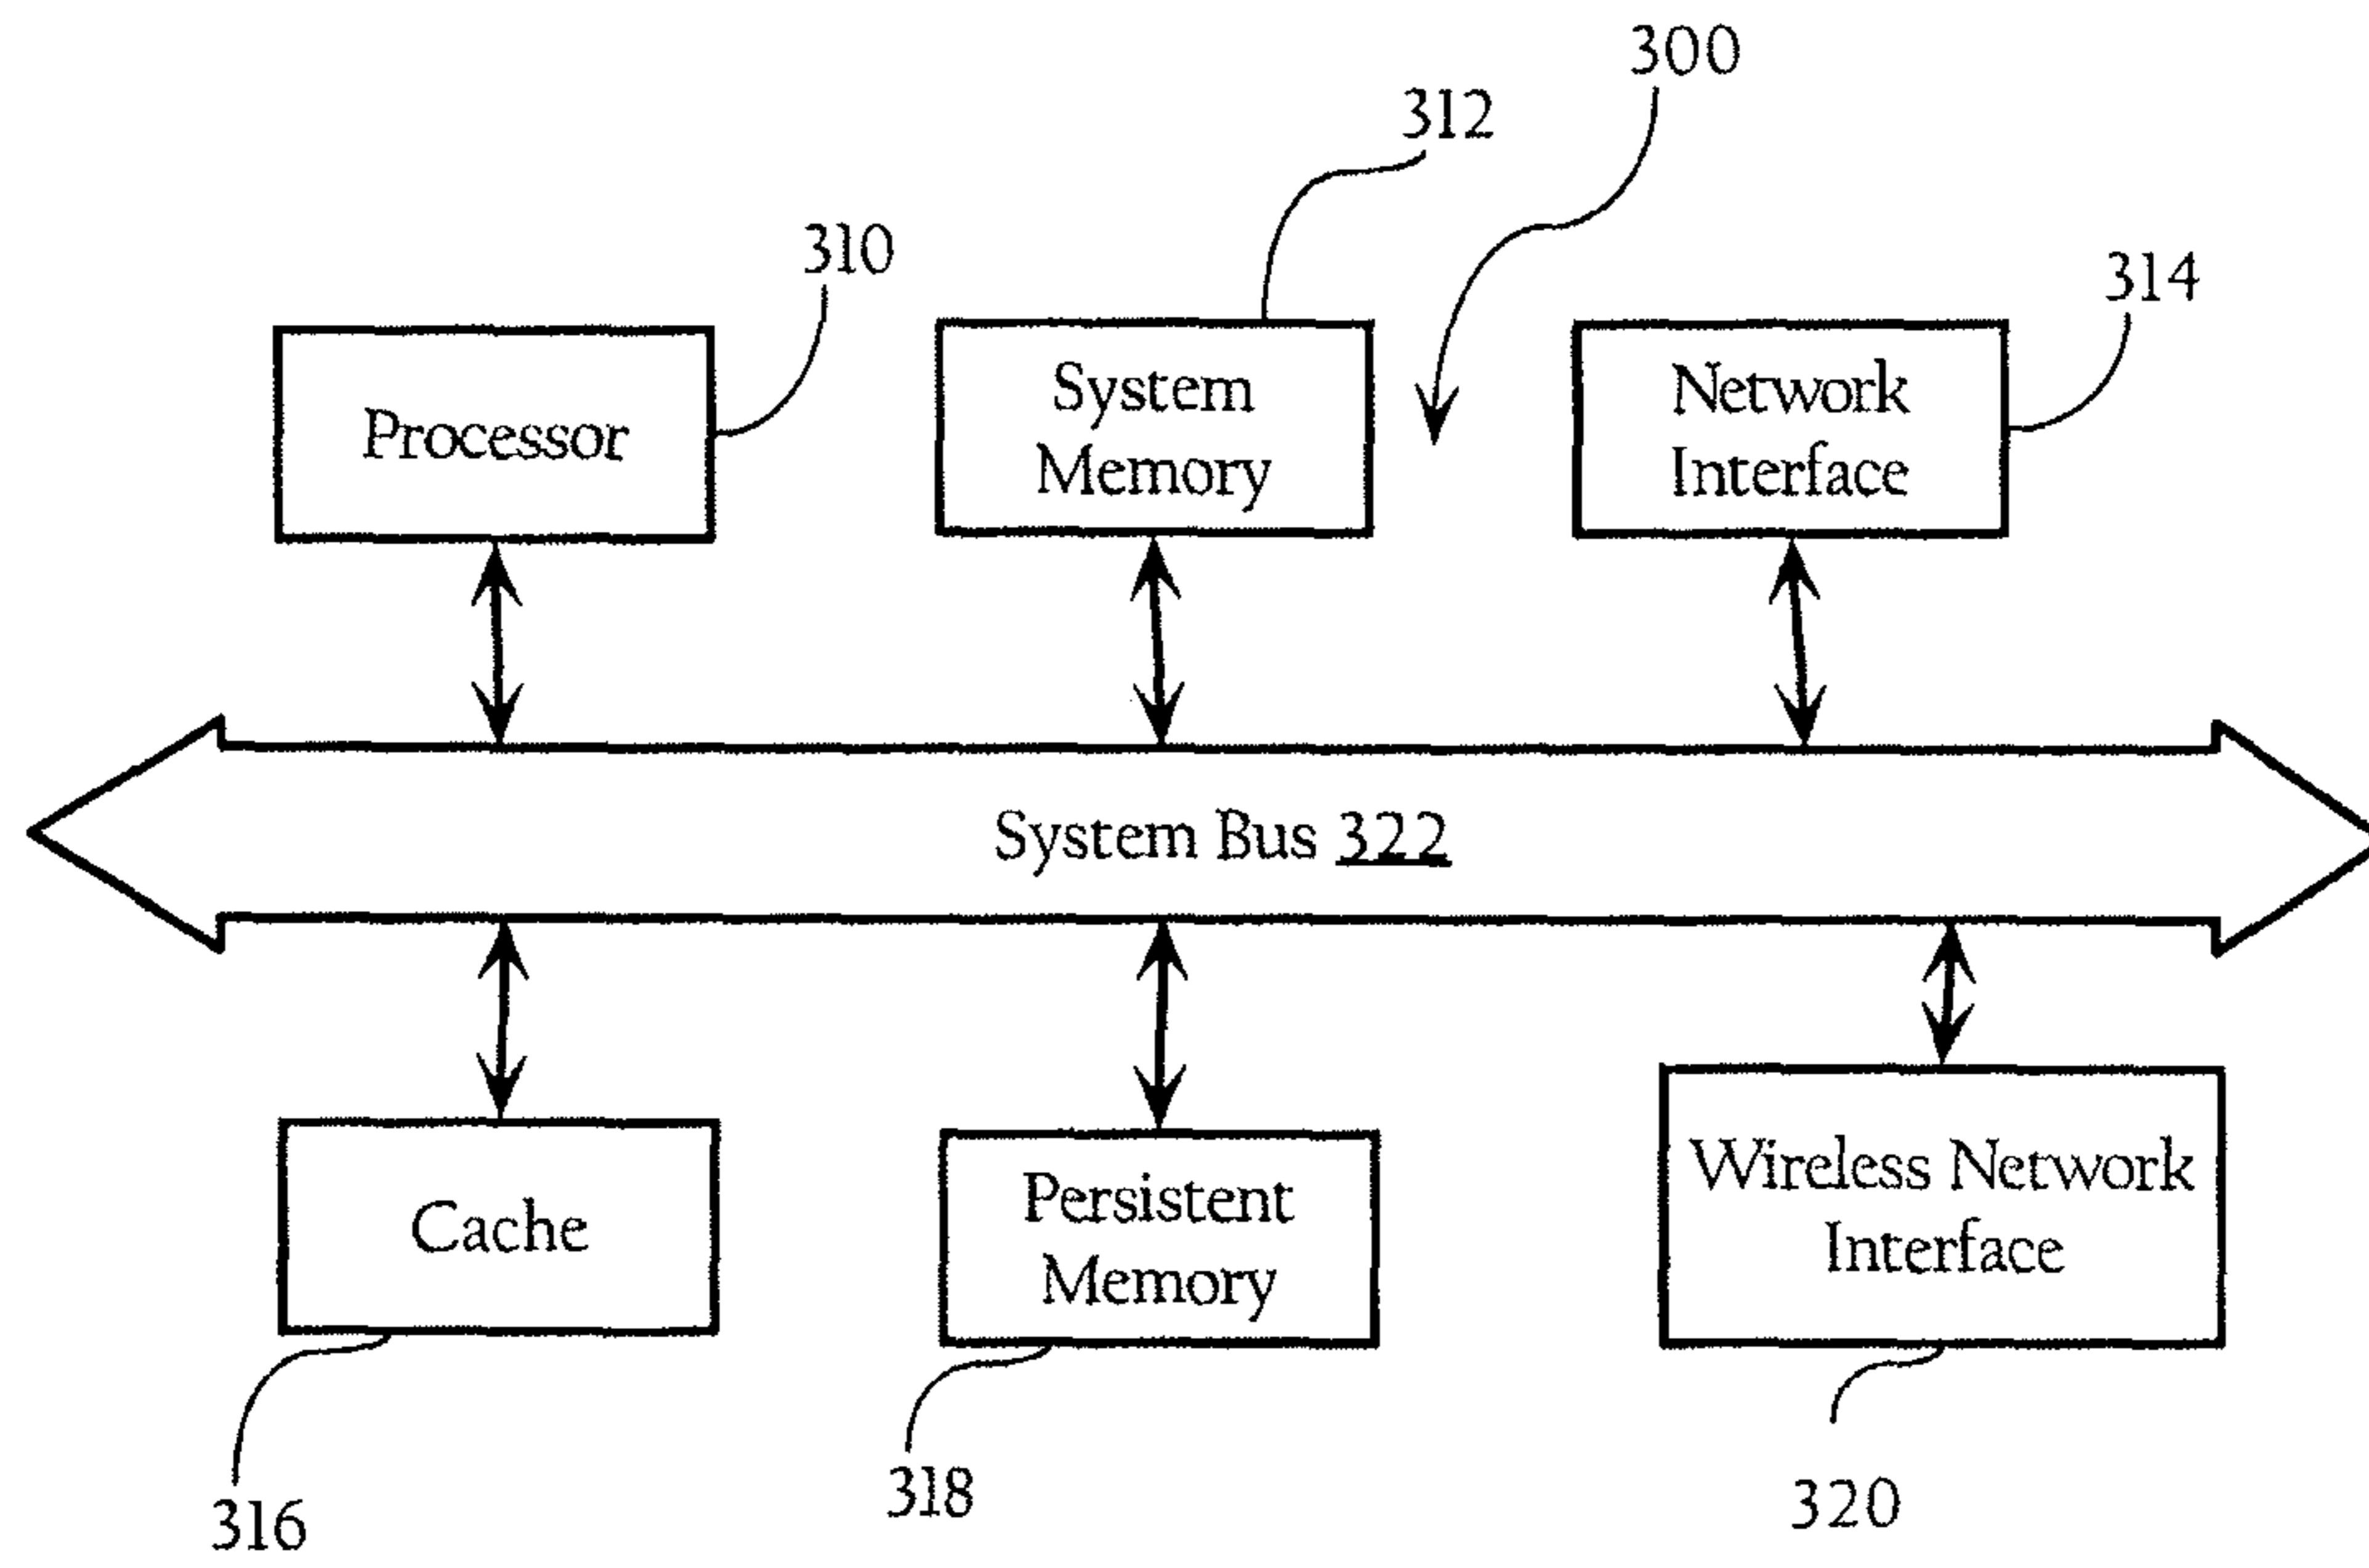 300
312
310
314
Processor
System
Memory
Network
Interface
System Bus 322
Cache
Persistent
Memory
Wireless Network
Interface
316
318
320